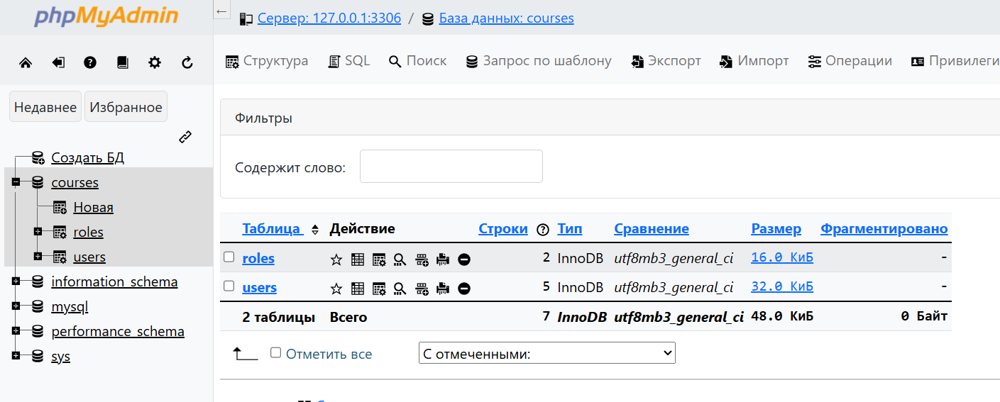 phpMyAdmin
←
Сервер: 127.0.0.1:3306 / База данных: courses
Структура SQL Поиск Запрос по шаблону Экспорт Импорт Операции Привилеги
Недавнее Избранное
Создать БД
courses
Новая
roles
users
information_schema
mysql
performance_schema
sys
Фильтры
Содержит слово:
Таблица Действие Строки Тип Сравнение Размер Фрагментировано
roles 2 InnoDB utf8mb3_general_ci 16.0 КиБ -
users 5 InnoDB utf8mb3_general_ci 32.0 КиБ -
2 таблицы Всего 7 InnoDB utf8mb3_general_ci 48.0 КиБ 0 Байт
Отметить все С отмеченными: